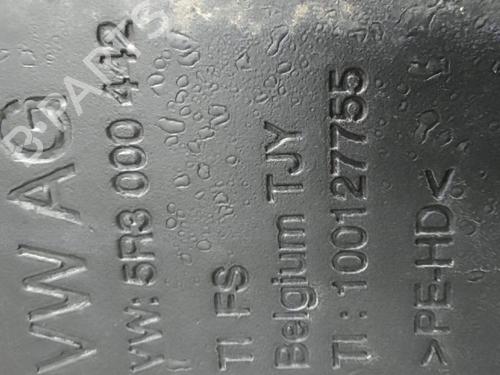 VW AG
VW: 5R3 000 442
TI FS
Belgium TJY
TI : 100127755
>PE-HD<
B-PARTS